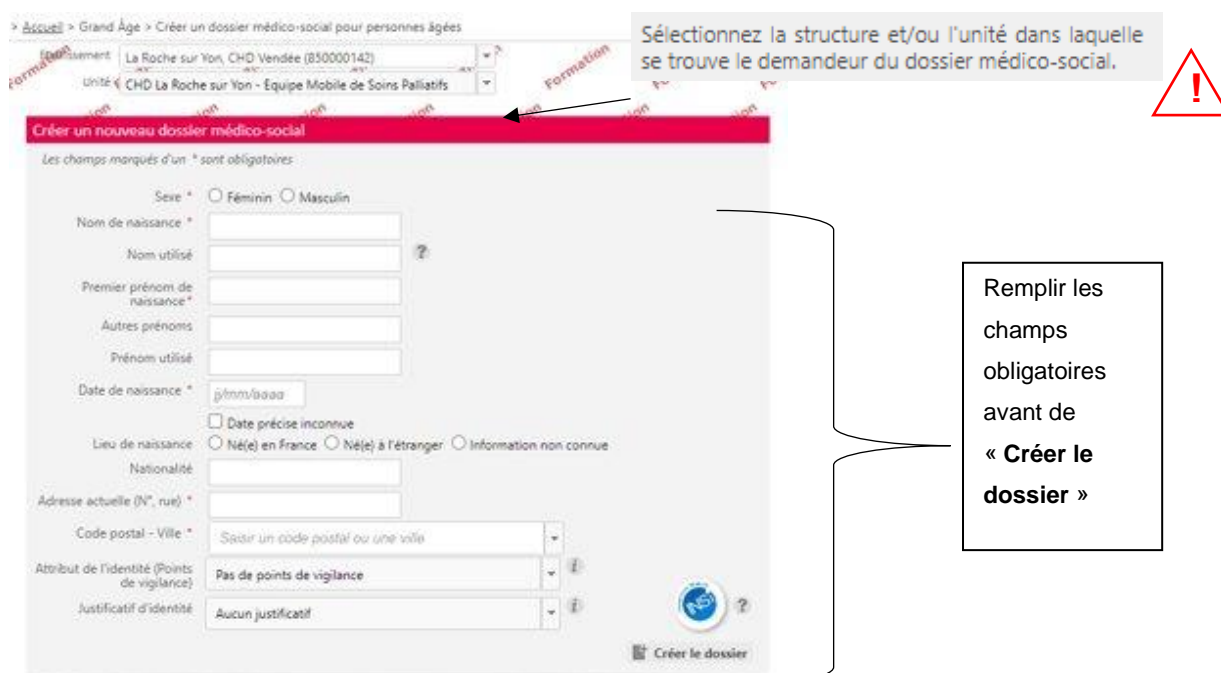 > Accueil > Grand Âge > Créer un dossier médico-social pour personnes âgées
Sélectionnez la structure et/ou l'unité dans laquelle
se trouve le demandeur du dossier médico-social.
!
La Roche sur Yon, CHD Vendée (850000142)
?
Formation
Unité CHD La Roche sur Yon - Equipe Mobile de Soins Palliatifs
Créer un nouveau dossier médico-social
Les champs marqués d'un * sont obligatoires
Sexe * Féminin Masculin
Nom de naissance *
Nom utilisé ?
Premier prénom de
naissance*
Autres prénoms
Prénom utilisé
Date de naissance * jj/mm/aaaa
Date précise inconnue
Lieu de naissance Né(e) en France Né(e) à l'étranger Information non connue
Nationalité
Adresse actuelle (N°, rue) *
Code postal - Ville * Saisir un code postal ou une ville
Attribut de l'identité (Points
de vigilance) Pas de points de vigilance i
Justificatif d'identité Aucun justificatif i
INSi ?
Créer le dossier
Remplir les
champs
obligatoires
avant de
« Créer le
dossier »